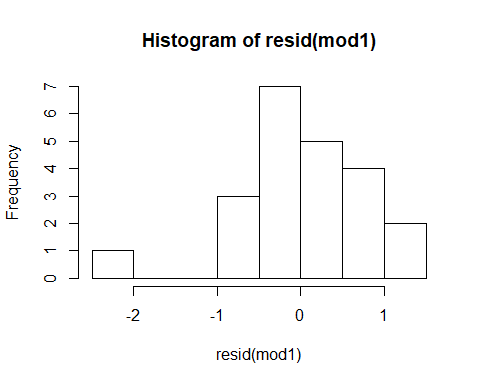 Histogram of resid(mod1)
Frequency
7
6
5
4
3
2
1
0
-2 -1 0 1
resid(mod1)